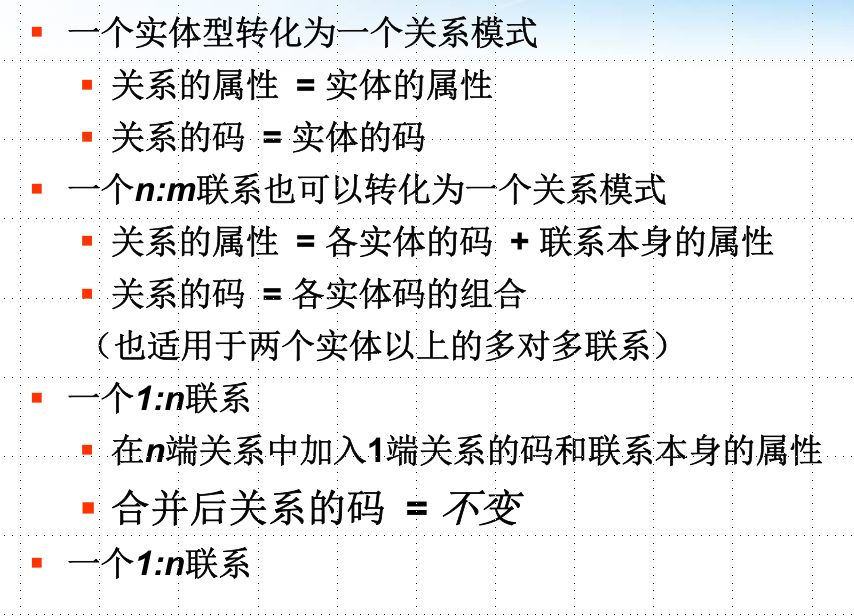 一个实体型转化为一个关系模式
关系的属性 = 实体的属性
关系的码 = 实体的码
一个n:m联系也可以转化为一个关系模式
关系的属性 = 各实体的码 + 联系本身的属性
关系的码 = 各实体码的组合
（也适用于两个实体以上的多对多联系）
一个1:n联系
在n端关系中加入1端关系的码和联系本身的属性
合并后关系的码 = 不变
一个1:n联系